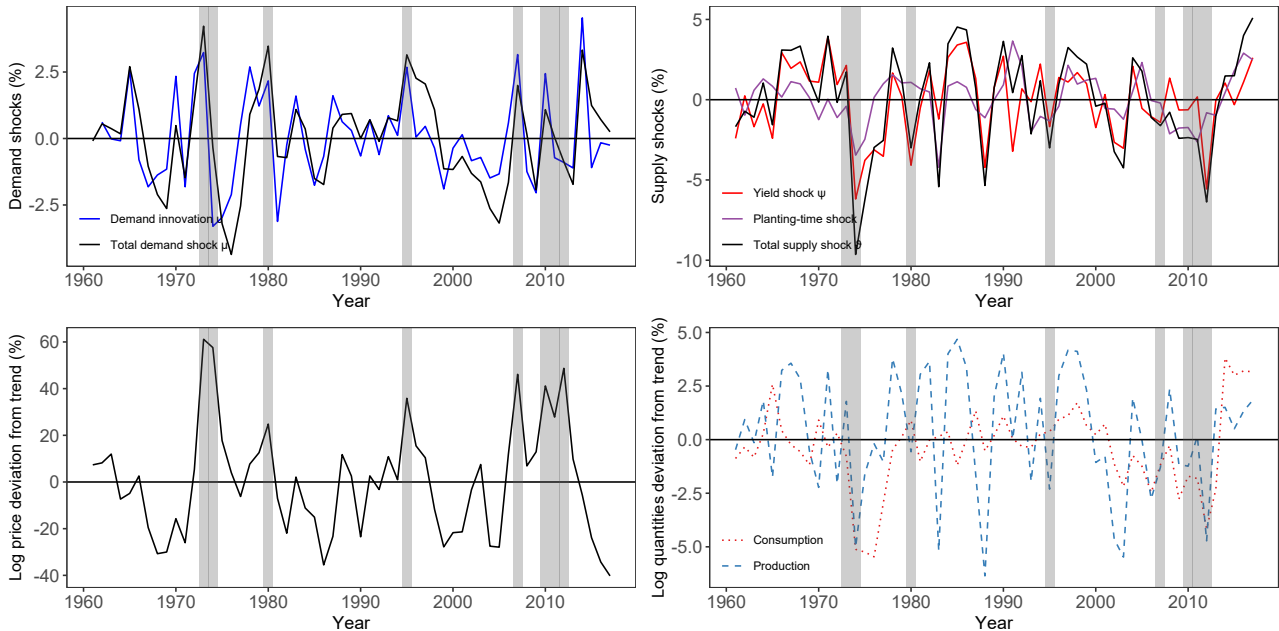 Demand shocks (%)
2.5
0.0
-2.5
Demand innovation
Total demand shock μ
1960 1970 1980 1990 2000 2010
Year
Supply shocks (%)
5
0
-5
-10
Yield shock ψ
Planting-time shock
Total supply shock
1960 1970 1980 1990 2000 2010
Year
Log price deviation from trend (%)
60
40
20
0
-20
-40
1960 1970 1980 1990 2000 2010
Year
Log quantities deviation from trend (%)
5.0
2.5
0.0
-2.5
-5.0
Consumption
Production
1960 1970 1980 1990 2000 2010
Year